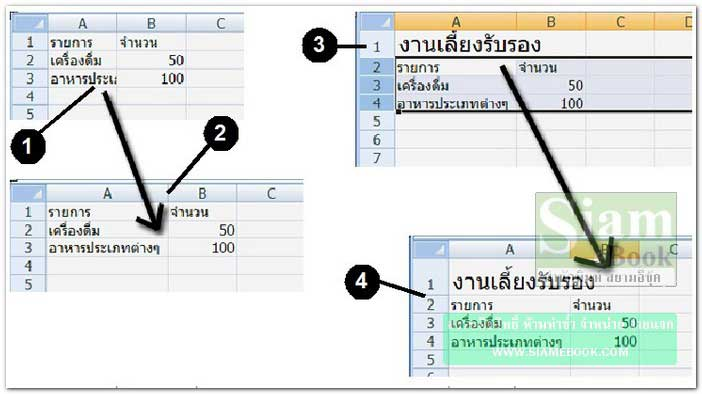 A B C
1 รายการ จำนวน
2 เครื่องดื่ม 50
3 อาหารประเ 100
4
5
1
2
A B C
1 รายการ จำนวน
2 เครื่องดื่ม 50
3 อาหารประเภทต่างๆ 100
4
5
3
A B C D
1 งานเลี้ยงรับรอง
2 รายการ จำนวน
3 เครื่องดื่ม 50
4 อาหารประเภทต่างๆ 100
5
6
7
Siam
Book
สยามอีบุ๊ค
4
A B C
1 งานเลี้ยงรับรอง
2 รายการ จำนวน
3 เครื่องดื่ม 50
4 อาหารประเภทต่างๆ 100
5
6
ห้ามทำซ้ำ จำหน่าย
WWW.SIAMEBOOK.COM